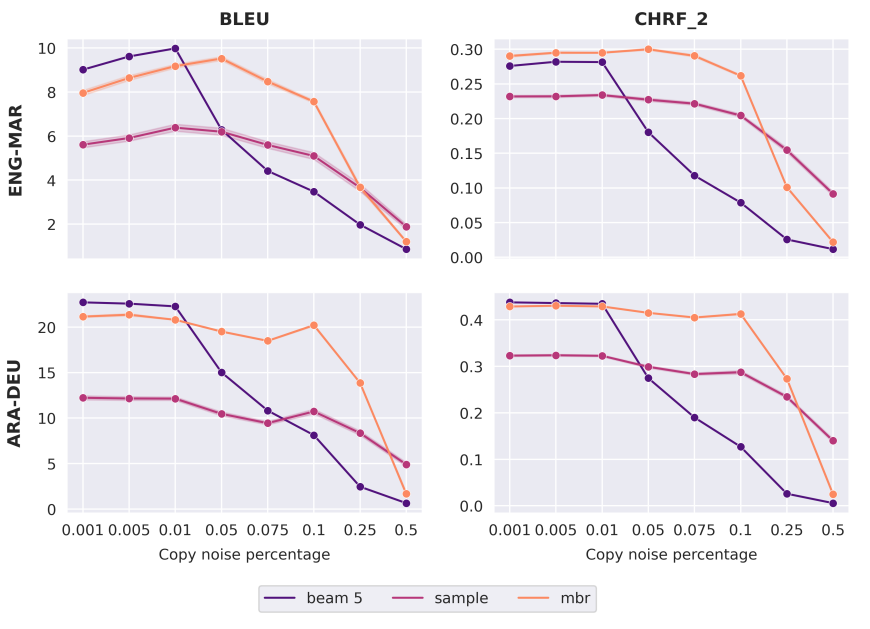 BLEU CHRF_2
ENG-MAR
10
8
6
4
2
0.30
0.25
0.20
0.15
0.10
0.05
0.00
ARA-DEU
20
15
10
5
0
0.4
0.3
0.2
0.1
0.0
0.001 0.005 0.01 0.05 0.075 0.1 0.25 0.5
Copy noise percentage
0.001 0.005 0.01 0.05 0.075 0.1 0.25 0.5
Copy noise percentage
beam 5 sample mbr